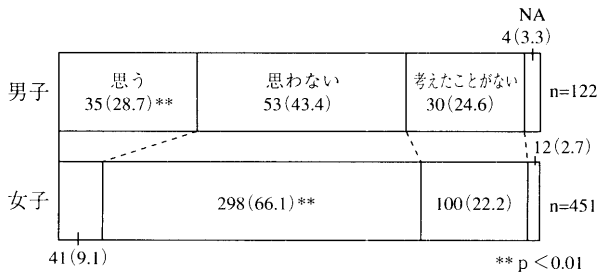 NA
4(3.3)
男子
思う
35(28.7)**
思わない
53(43.4)
考えたことがない
30(24.6)
n=122
12(2.7)
女子
298(66.1)**
100(22.2)
n=451
41(9.1)
**p<0.01